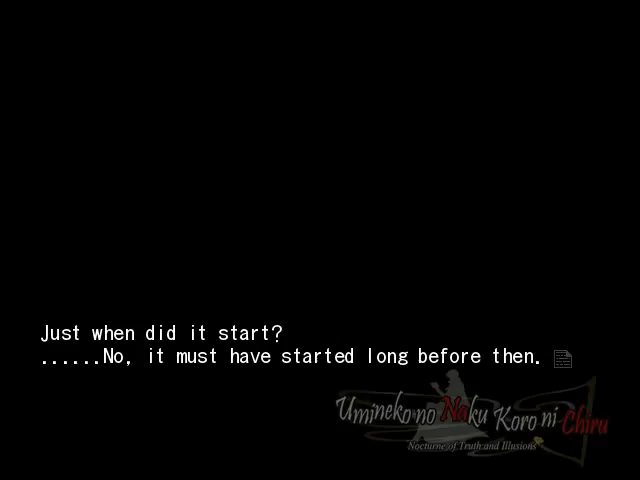 Just when did it start?
......No, it must have started long before then.
Umineko no Naku Koro ni Chiru
Nocturne of Truth and Illusions